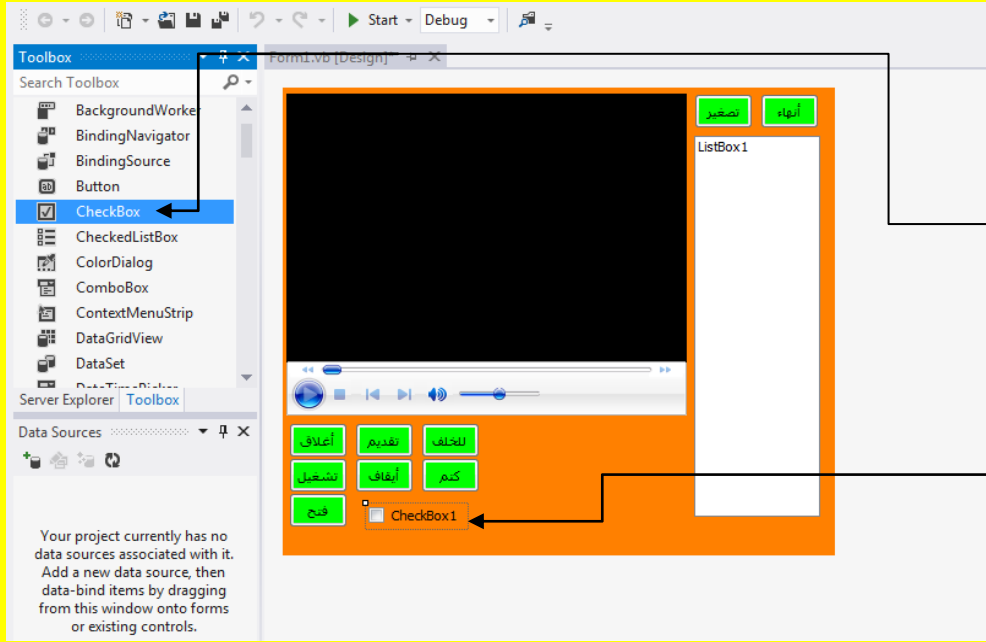 Start
Debug
Toolbox
Form1.vb [Design]*
Search Toolbox
BackgroundWorker
BindingNavigator
BindingSource
Button
CheckBox
CheckedListBox
ColorDialog
ComboBox
ContextMenuStrip
DataGridView
DataSet
DateTimePicker
Server Explorer
Toolbox
Data Sources
Your project currently has no
data sources associated with it.
Add a new data source, then
data-bind items by dragging
from this window onto forms
or existing controls.
تصغير
أنهاء
ListBox1
أغلاق
تقديم
للخلف
تشغيل
أيقاف
كتم
فتح
CheckBox1